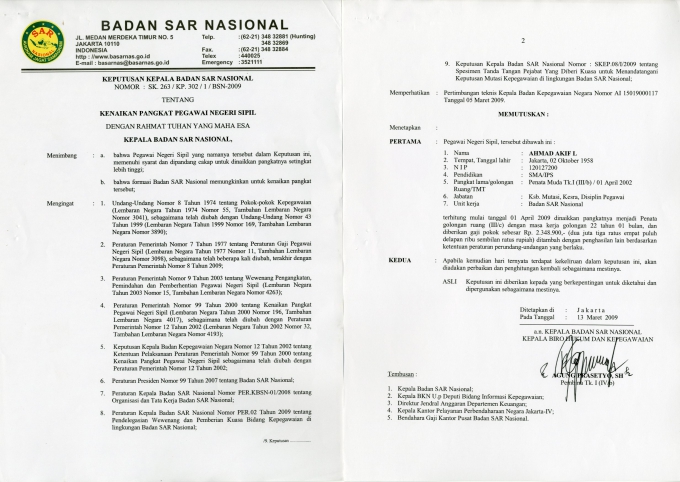 BADAN SAR NASIONAL
JL. MEDAN MERDEKA TIMUR NO. 5
JAKARTA 10110
INDONESIA
http : //www.basarnas.go.id
E-mail : basarnas@basarnas.go.id
Telp. : (62-21) 348 32881 (Hunting)
348 32869
Fax. : (62-21) 348 32884
Telex : 440025
Emergency : 3521111
SAR
KEPUTUSAN KEPALA BADAN SAR NASIONAL
NOMOR : SK. 263 / KP. 302 / 1 / BSN-2009
TENTANG
KENAIKAN PANGKAT PEGAWAI NEGERI SIPIL
DENGAN RAHMAT TUHAN YANG MAHA ESA
KEPALA BADAN SAR NASIONAL,
Menimbang : a. bahwa Pegawai Negeri Sipil yang namanya tersebut dalam Keputusan ini,
memenuhi syarat dan dipandang cakap untuk dinaikkan pangkatnya setingkat
lebih tinggi;
b. bahwa formasi Badan SAR Nasional memungkinkan untuk kenaikan pangkat
tersebut;
Mengingat : 1. Undang-Undang Nomor 8 Tahun 1974 tentang Pokok-pokok Kepegawaian
(Lembaran Negara Tahun 1974 Nomor 55, Tambahan Lembaran Negara
Nomor 3041), sebagaimana telah diubah dengan Undang-Undang Nomor 43
Tahun 1999 (Lembaran Negara Tahun 1999 Nomor 169, Tambahan Lembaran
Negara Nomor 3890);
2. Peraturan Pemerintah Nomor 7 Tahun 1977 tentang Peraturan Gaji Pegawai
Negeri Sipil (Lembaran Negara Tahun 1977 Nomor 11, Tambahan Lembaran
Negara Nomor 3098), sebagaimana telah beberapa kali diubah, terakhir dengan
Peraturan Pemerintah Nomor 8 Tahun 2009;
3. Peraturan Pemerintah Nomor 9 Tahun 2003 tentang Wewenang Pengangkatan,
Pemindahan dan Pemberhentian Pegawai Negeri Sipil (Lembaran Negara
Tahun 2003 Nomor 15, Tambahan Lembaran Negara Nomor 4263);
4. Peraturan Pemerintah Nomor 99 Tahun 2000 tentang Kenaikan Pangkat
Pegawai Negeri Sipil (Lembaran Negara Tahun 2000 Nomor 196, Tambahan
Lembaran Negara 4017), sebagaimana telah diubah dengan Peraturan
Pemerintah Nomor 12 Tahun 2002 (Lembaran Negara Tahun 2002 Nomor 32,
Tambahan Lembaran Negara Nomor 4193);
5. Keputusan Kepala Badan Kepegawaian Negara Nomor 12 Tahun 2002 tentang
Ketentuan Pelaksanaan Peraturan Pemerintah Nomor 99 Tahun 2000 tentang
Kenaikan Pangkat Pegawai Negeri Sipil sebagaimana telah diubah dengan
Peraturan Pemerintah Nomor 12 Tahun 2002;
6. Peraturan Presiden Nomor 99 Tahun 2007 tentang Badan SAR Nasional;
7. Peraturan Kepala Badan SAR Nasional Nomor PER.KBSN-01/2008 tentang
Organisasi dan Tata Kerja Badan SAR Nasional;
8. Peraturan Kepala Badan SAR Nasional Nomor PER.02 Tahun 2009 tentang
Pendelegasian Wewenang dan Pemberian Kuasa Bidang Kepegawaian di
lingkungan Badan SAR Nasional;
/9. Keputusan ................
2
9. Keputusan Kepala Badan SAR Nasional Nomor : SKEP.08/I/2009 tentang
Spesimen Tanda Tangan Pejabat Yang Diberi Kuasa untuk Menandatangani
Keputusan Mutasi Kepegawaian di lingkungan Badan SAR Nasional;
Memperhatikan : Pertimbangan teknis Kepala Badan Kepegawaian Negara Nomor AI 15019000117
Tanggal 05 Maret 2009.
MEMUTUSKAN :
Menetapkan :
PERTAMA : Pegawai Negeri Sipil, tersebut dibawah ini :
1. Nama : AHMAD AKIF L
2. Tempat, Tanggal lahir : Jakarta, 02 Oktober 1958
3. N I P : 120127200
4. Pendidikan : SMA/IPS
5. Pangkat lama/golongan : Penata Muda Tk.I (III/b) / 01 April 2002
Ruang/TMT
6. Jabatan : Ksb. Mutasi, Kesra, Disiplin Pegawai
7. Unit kerja : Badan SAR Nasional
terhitung mulai tanggal 01 April 2009 dinaikkan pangkatnya menjadi Penata
golongan ruang (III/c) dengan masa kerja golongan 22 tahun 01 bulan, dan
diberikan gaji pokok sebesar Rp. 2.348.900,- (dua juta tiga ratus empat puluh
delapan ribu sembilan ratus rupiah) ditambah dengan penghasilan lain berdasarkan
ketentuan peraturan perundang-undangan yang berlaku.
KEDUA : Apabila kemudian hari ternyata terdapat kekeliruan dalam keputusan ini, akan
diadakan perbaikan dan penghitungan kembali sebagaimana mestinya.
ASLI Keputusan ini diberikan kepada yang berkepentingan untuk diketahui dan
dipergunakan sebagaimana mestinya.
Ditetapkan di : J a k a r t a
Pada Tanggal : 13 Maret 2009
a.n. KEPALA BADAN SAR NASIONAL
KEPALA BIRO HUKUM DAN KEPEGAWAIAN
AGUNG PRASETYO, SH
Pembina Tk. I (IV/b)
Tembusan :
1. Kepala Badan SAR Nasional;
2. Kepala BKN U.p Deputi Bidang Informasi Kepegawaian;
3. Direktur Jendral Anggaran Departemen Keuangan;
4. Kepala Kantor Pelayanan Perbendaharaan Negara Jakarta-IV;
5. Bendahara Gaji Kantor Pusat Badan SAR Nasional.